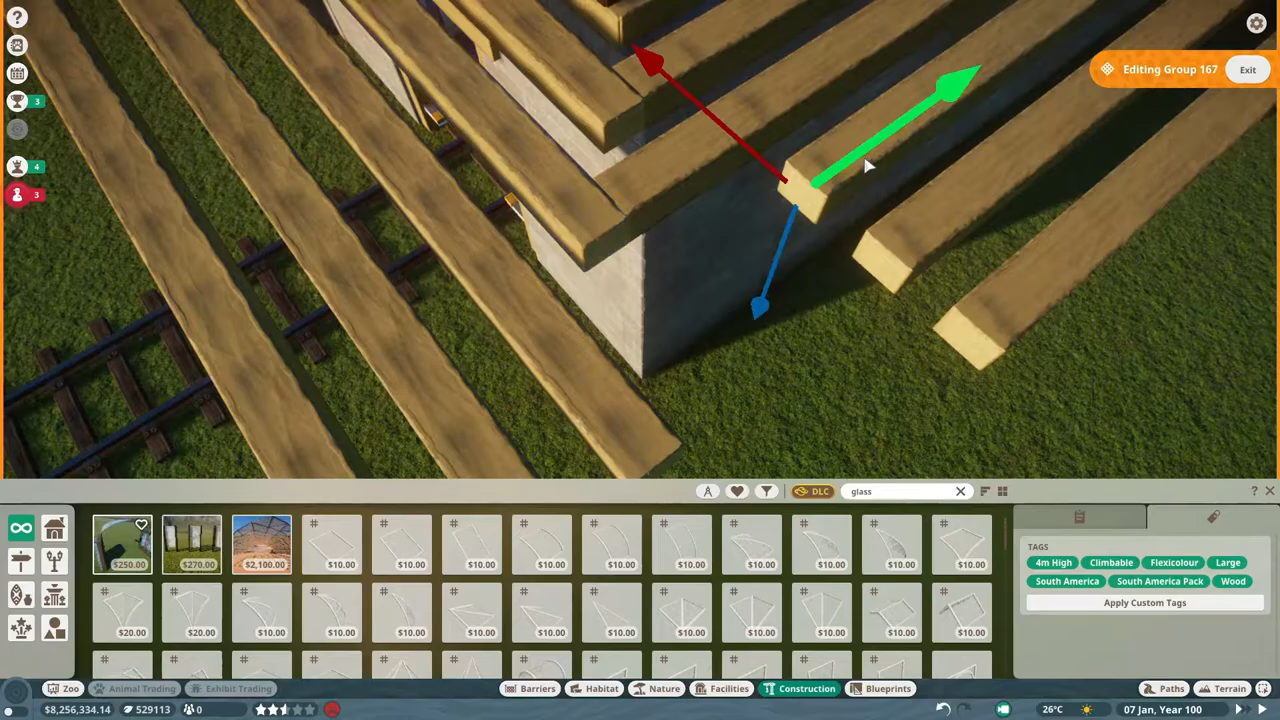 ?
Editing Group 167
Exit
3
4
3
DLC
glass
?
$250.00
$270.00
$2,100.00
$10.00
$10.00
$10.00
$10.00
$10.00
$10.00
$10.00
$10.00
$10.00
$10.00
$20.00
$20.00
$10.00
$10.00
$10.00
$10.00
$10.00
$10.00
$10.00
$10.00
$10.00
$10.00
$10.00
TAGS
4m High
Climbable
Flexicolour
Large
South America
South America Pack
Wood
Apply Custom Tags
Zoo
Animal Trading
Exhibit Trading
Barriers
Habitat
Nature
Facilities
Construction
Blueprints
Paths
Terrain
$8,256,334.14
529113
0
26°C
07 Jan, Year 100